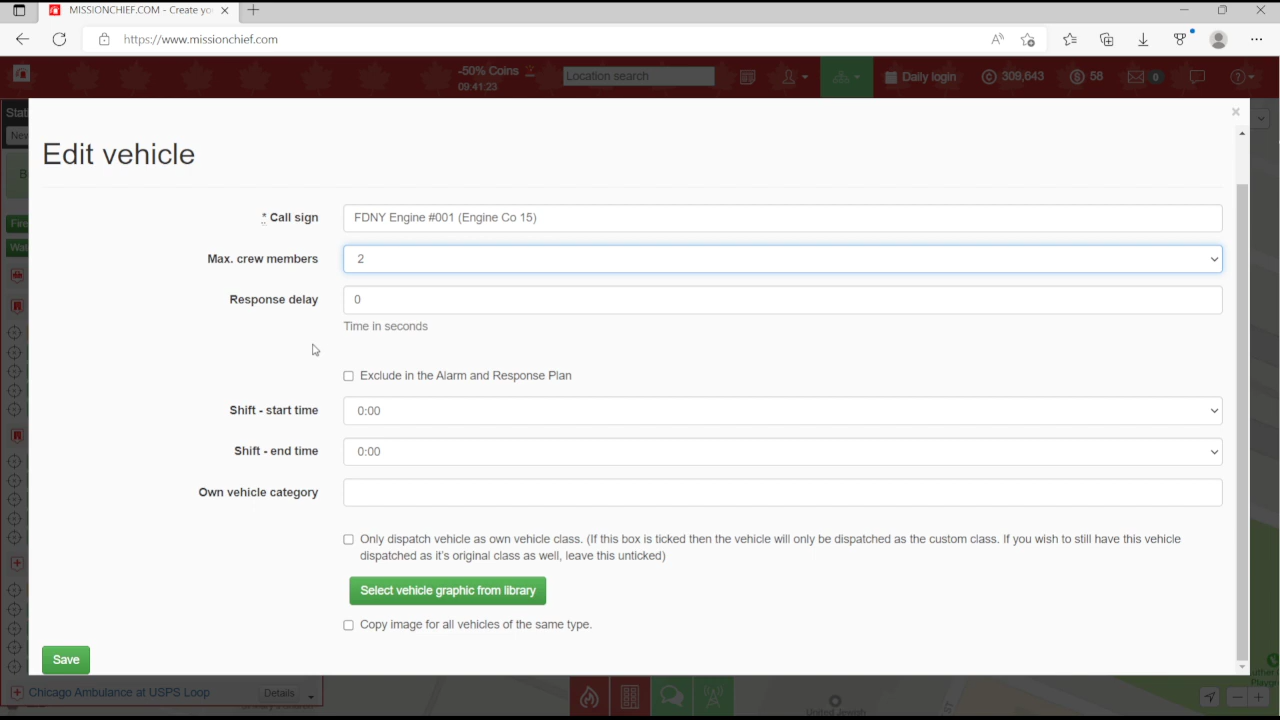 MISSIONCHIEF.COM - Create yo
https://www.missionchief.com
-50% Coins
09:41:23
Location search
Daily login
309,643
58
0
Stati
Nev
B
Fire
Wat
Edit vehicle
* Call sign
FDNY Engine #001 (Engine Co 15)
Max. crew members
2
Response delay
0
Time in seconds
Exclude in the Alarm and Response Plan
Shift - start time
0:00
Shift - end time
0:00
Own vehicle category
Only dispatch vehicle as own vehicle class. (If this box is ticked then the vehicle will only be dispatched as the custom class. If you wish to still have this vehicle
dispatched as it's original class as well, leave this unticked)
Select vehicle graphic from library
Copy image for all vehicles of the same type.
Save
Chicago Ambulance at USPS Loop
Details
United Jewish